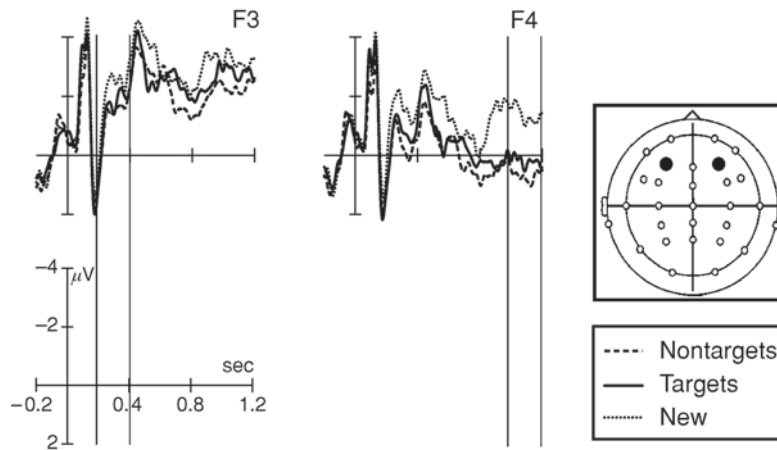 F3
F4
−4
μV
−2
sec
−0.2
0.4
0.8
1.2
2
Nontargets
Targets
New